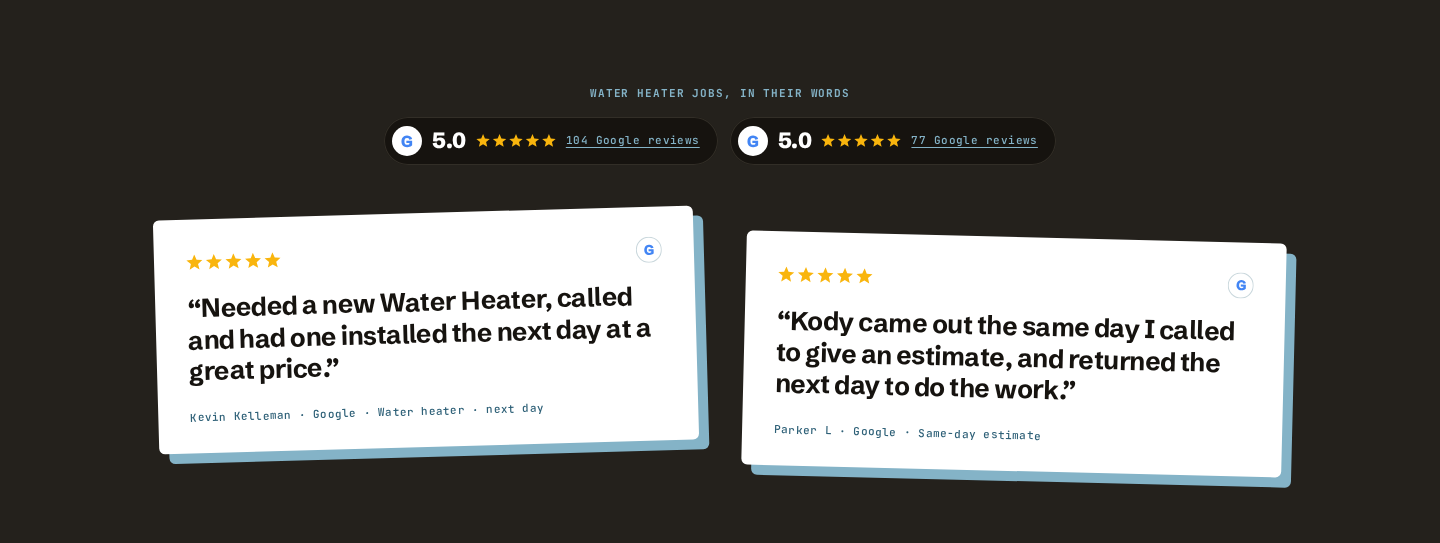 WATER HEATER JOBS, IN THEIR WORDS
G 5.0 ★★★★★ 104 Google reviews
G 5.0 ★★★★★ 77 Google reviews
★★★★★ G
“Needed a new Water Heater, called
and had one installed the next day at a
great price.”
Kevin Kelleman · Google · Water heater · next day
★★★★★ G
“Kody came out the same day I called
to give an estimate, and returned the
next day to do the work.”
Parker L · Google · Same-day estimate